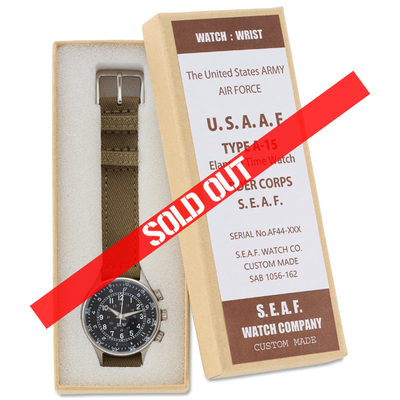 WATCH : WRIST
The United States ARMY
AIR FORCE
U.S.A.A.F
TYPE A-15
Time Watch
CORPS
S.E.A.F.
SERIAL No.AF44-XXX
S.E.A.F. WATCH CO.
CUSTOM MADE
SAB 1056-162
S.E.A.F.
WATCH COMPANY
CUSTOM MADE
SOLD OUT